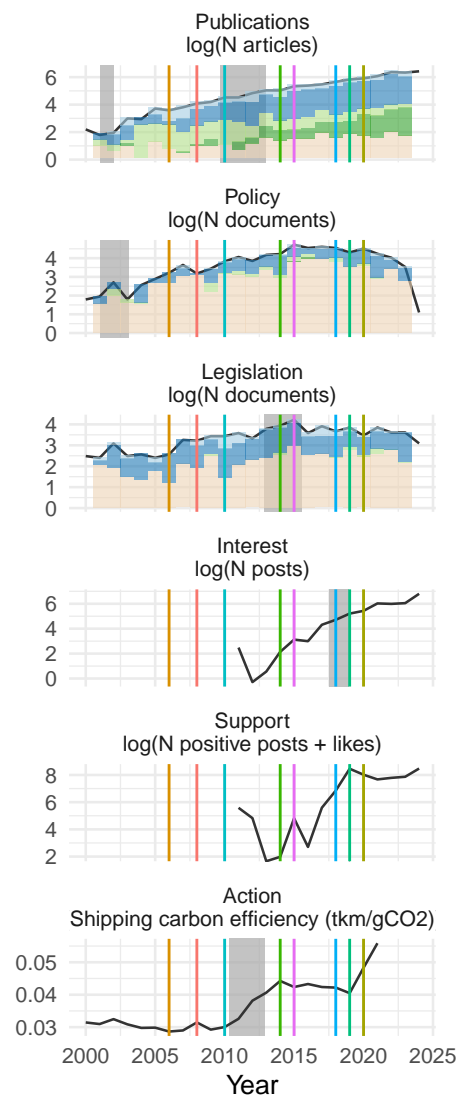 Publications
log(N articles)
6
4
2
0
Policy
log(N documents)
4
3
2
1
0
Legislation
log(N documents)
4
3
2
1
0
Interest
log(N posts)
6
4
2
0
Support
log(N positive posts + likes)
8
6
4
2
Action
Shipping carbon efficiency (tkm/gCO2)
0.05
0.04
0.03
2000 2005 2010 2015 2020 2025
Year